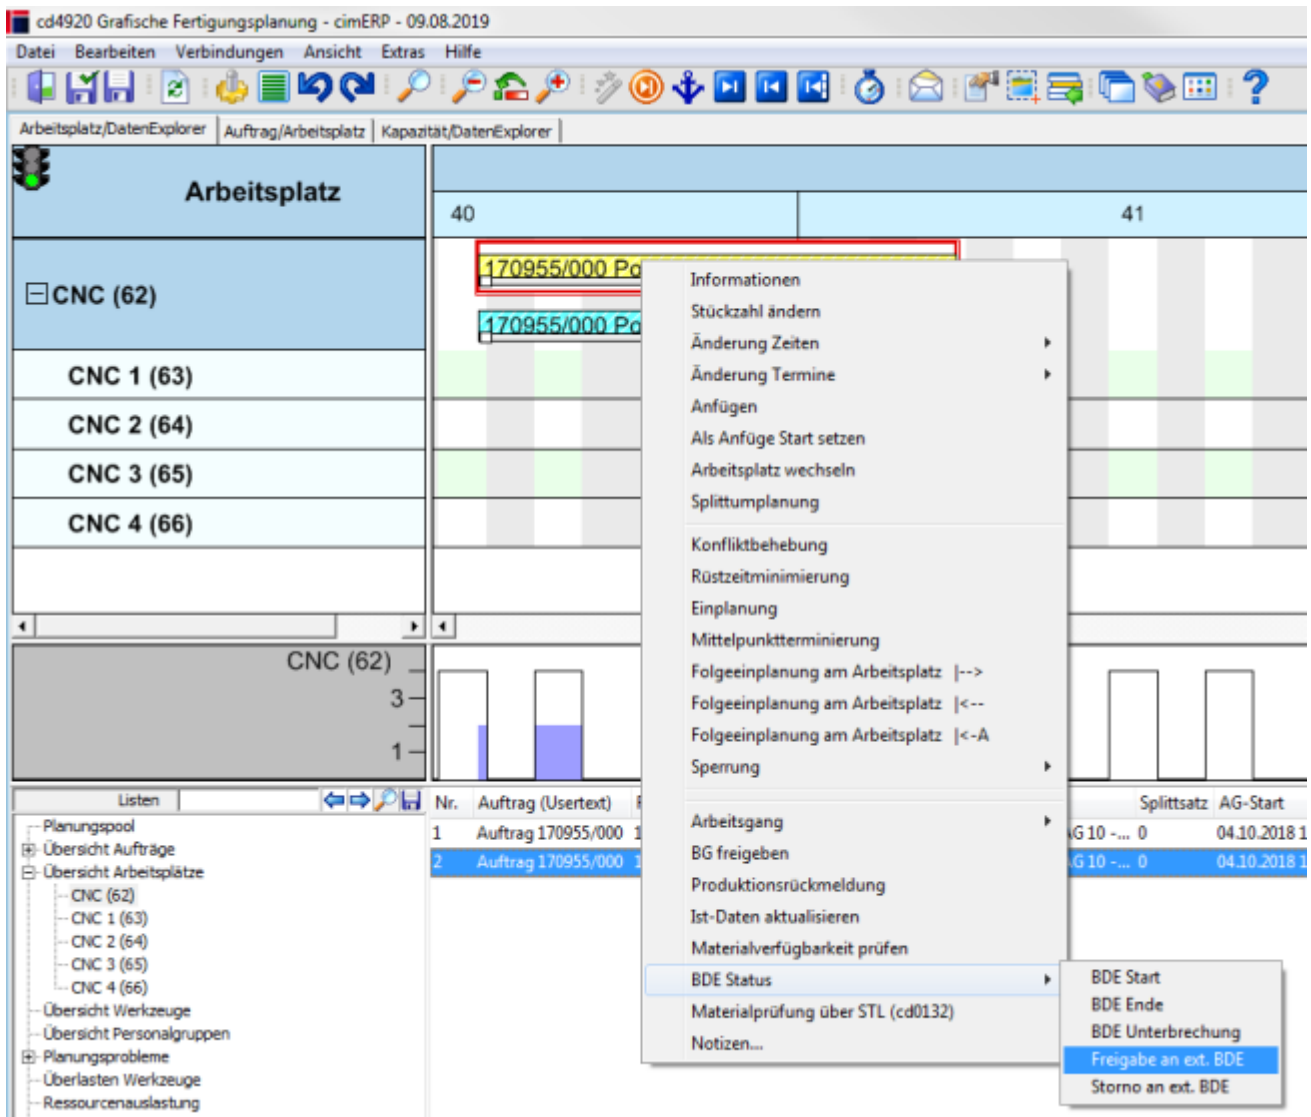 cd4920 Grafische Fertigungsplanung - cimERP - 09.08.2019
Datei Bearbeiten Verbindungen Ansicht Extras Hilfe
Arbeitsplatz/DatenExplorer Auftrag/Arbeitsplatz Kapazität/DatenExplorer
Arbeitsplatz
40 41
CNC (62)
170955/000
170955/000
CNC 1 (63)
CNC 2 (64)
CNC 3 (65)
CNC 4 (66)
Informationen
Stückzahl ändern
Änderung Zeiten
Änderung Termine
Anfügen
Als Anfüge Start setzen
Arbeitsplatz wechseln
Splittumplanung
Konfliktbehebung
Rüstzeitminimierung
Einplanung
Mittelpunktterminierung
Folgeeinplanung am Arbeitsplatz |-->
Folgeeinplanung am Arbeitsplatz |<--
Folgeeinplanung am Arbeitsplatz |<-A
Sperrung
Arbeitsgang
BG freigeben
Produktionsrückmeldung
Ist-Daten aktualisieren
Materialverfügbarkeit prüfen
BDE Status
Materialprüfung über STL (cd0132)
Notizen...
BDE Start
BDE Ende
BDE Unterbrechung
Freigabe an ext. BDE
Storno an ext. BDE
CNC (62)
3
1
Listen
Planungspool
Übersicht Aufträge
Übersicht Arbeitsplätze
CNC (62)
CNC 1 (63)
CNC 2 (64)
CNC 3 (65)
CNC 4 (66)
Übersicht Werkzeuge
Übersicht Personalgruppen
Planungsprobleme
Überlasten Werkzeuge
Ressourcenauslastung
Nr. Auftrag (Usertext) Splittsatz AG-Start
1 Auftrag 170955/000 10 -... 0 04.10.2018
2 Auftrag 170955/000 10 -... 0 04.10.2018